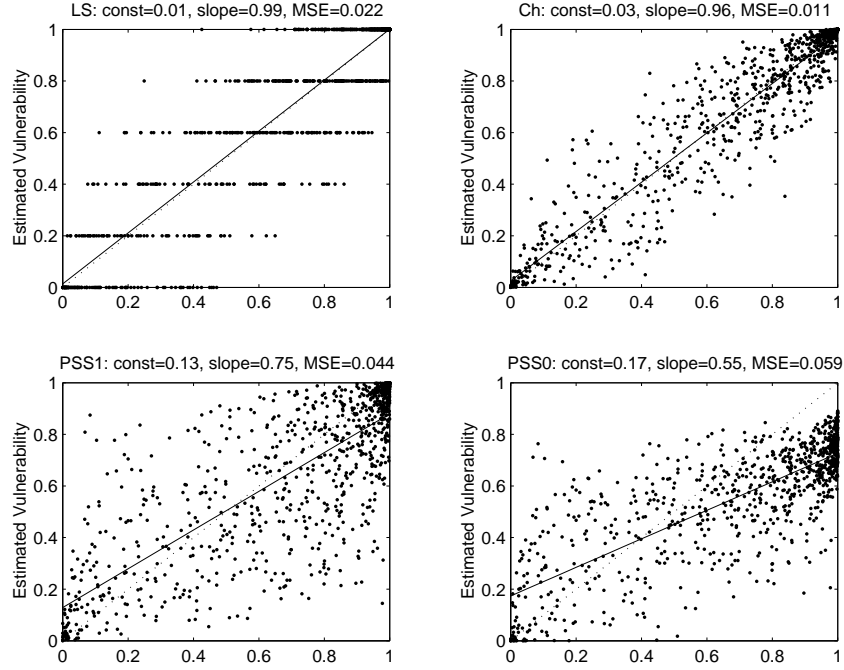 LS: const=0.01, slope=0.99, MSE=0.022
Estimated Vulnerability
1
0.8
0.6
0.4
0.2
0
0 0.2 0.4 0.6 0.8 1
Ch: const=0.03, slope=0.96, MSE=0.011
Estimated Vulnerability
1
0.8
0.6
0.4
0.2
0
0 0.2 0.4 0.6 0.8 1
PSS1: const=0.13, slope=0.75, MSE=0.044
Estimated Vulnerability
1
0.8
0.6
0.4
0.2
0
0 0.2 0.4 0.6 0.8 1
PSS0: const=0.17, slope=0.55, MSE=0.059
Estimated Vulnerability
1
0.8
0.6
0.4
0.2
0
0 0.2 0.4 0.6 0.8 1